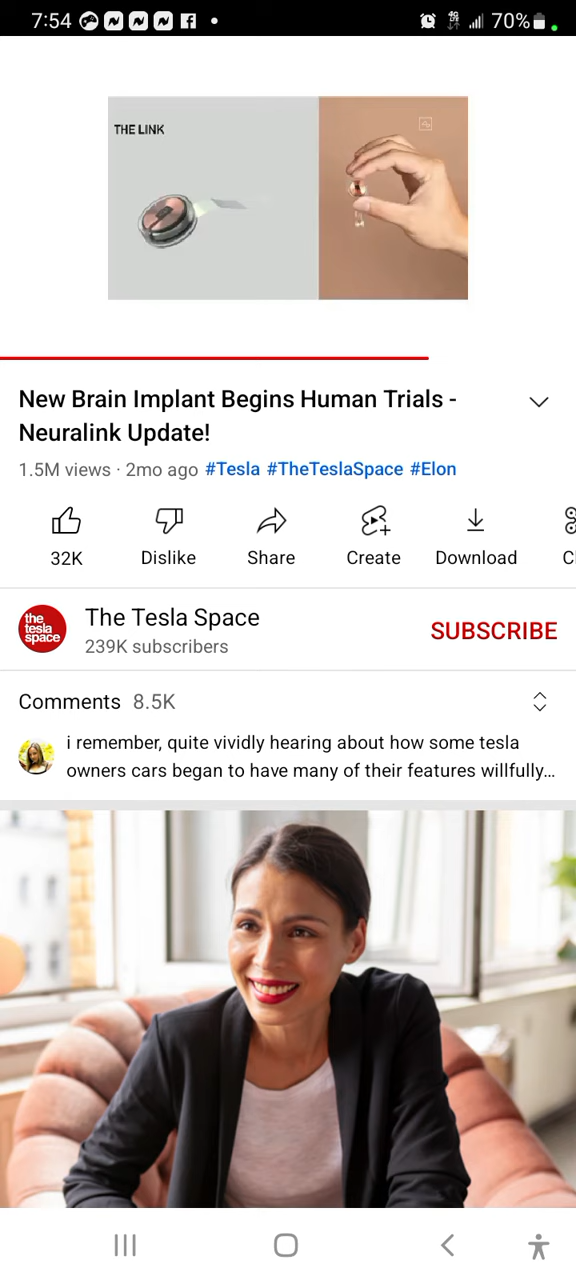 7:54
70%
THE LINK
New Brain Implant Begins Human Trials -
Neuralink Update!
1.5M views · 2mo ago #Tesla #TheTeslaSpace #Elon
32K Dislike Share Create Download Cl
the tesla space
The Tesla Space
239K subscribers
SUBSCRIBE
Comments 8.5K
i remember, quite vividly hearing about how some tesla
owners cars began to have many of their features willfully...